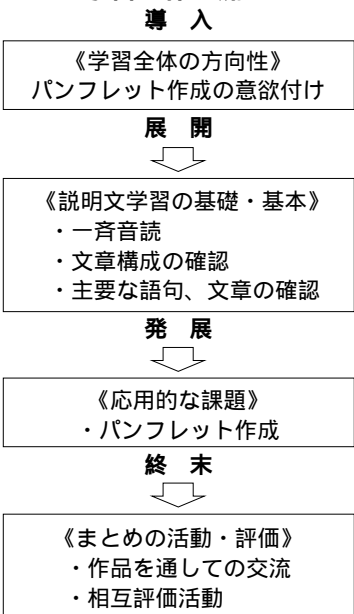 導 入
《学習全体の方向性》
パンフレット作成の意欲付け
展 開
《説明文学習の基礎・基本》
・一斉音読
・文章構成の確認
・主要な語句、文章の確認
発 展
《応用的な課題》
・パンフレット作成
終 末
《まとめの活動・評価》
・作品を通しての交流
・相互評価活動